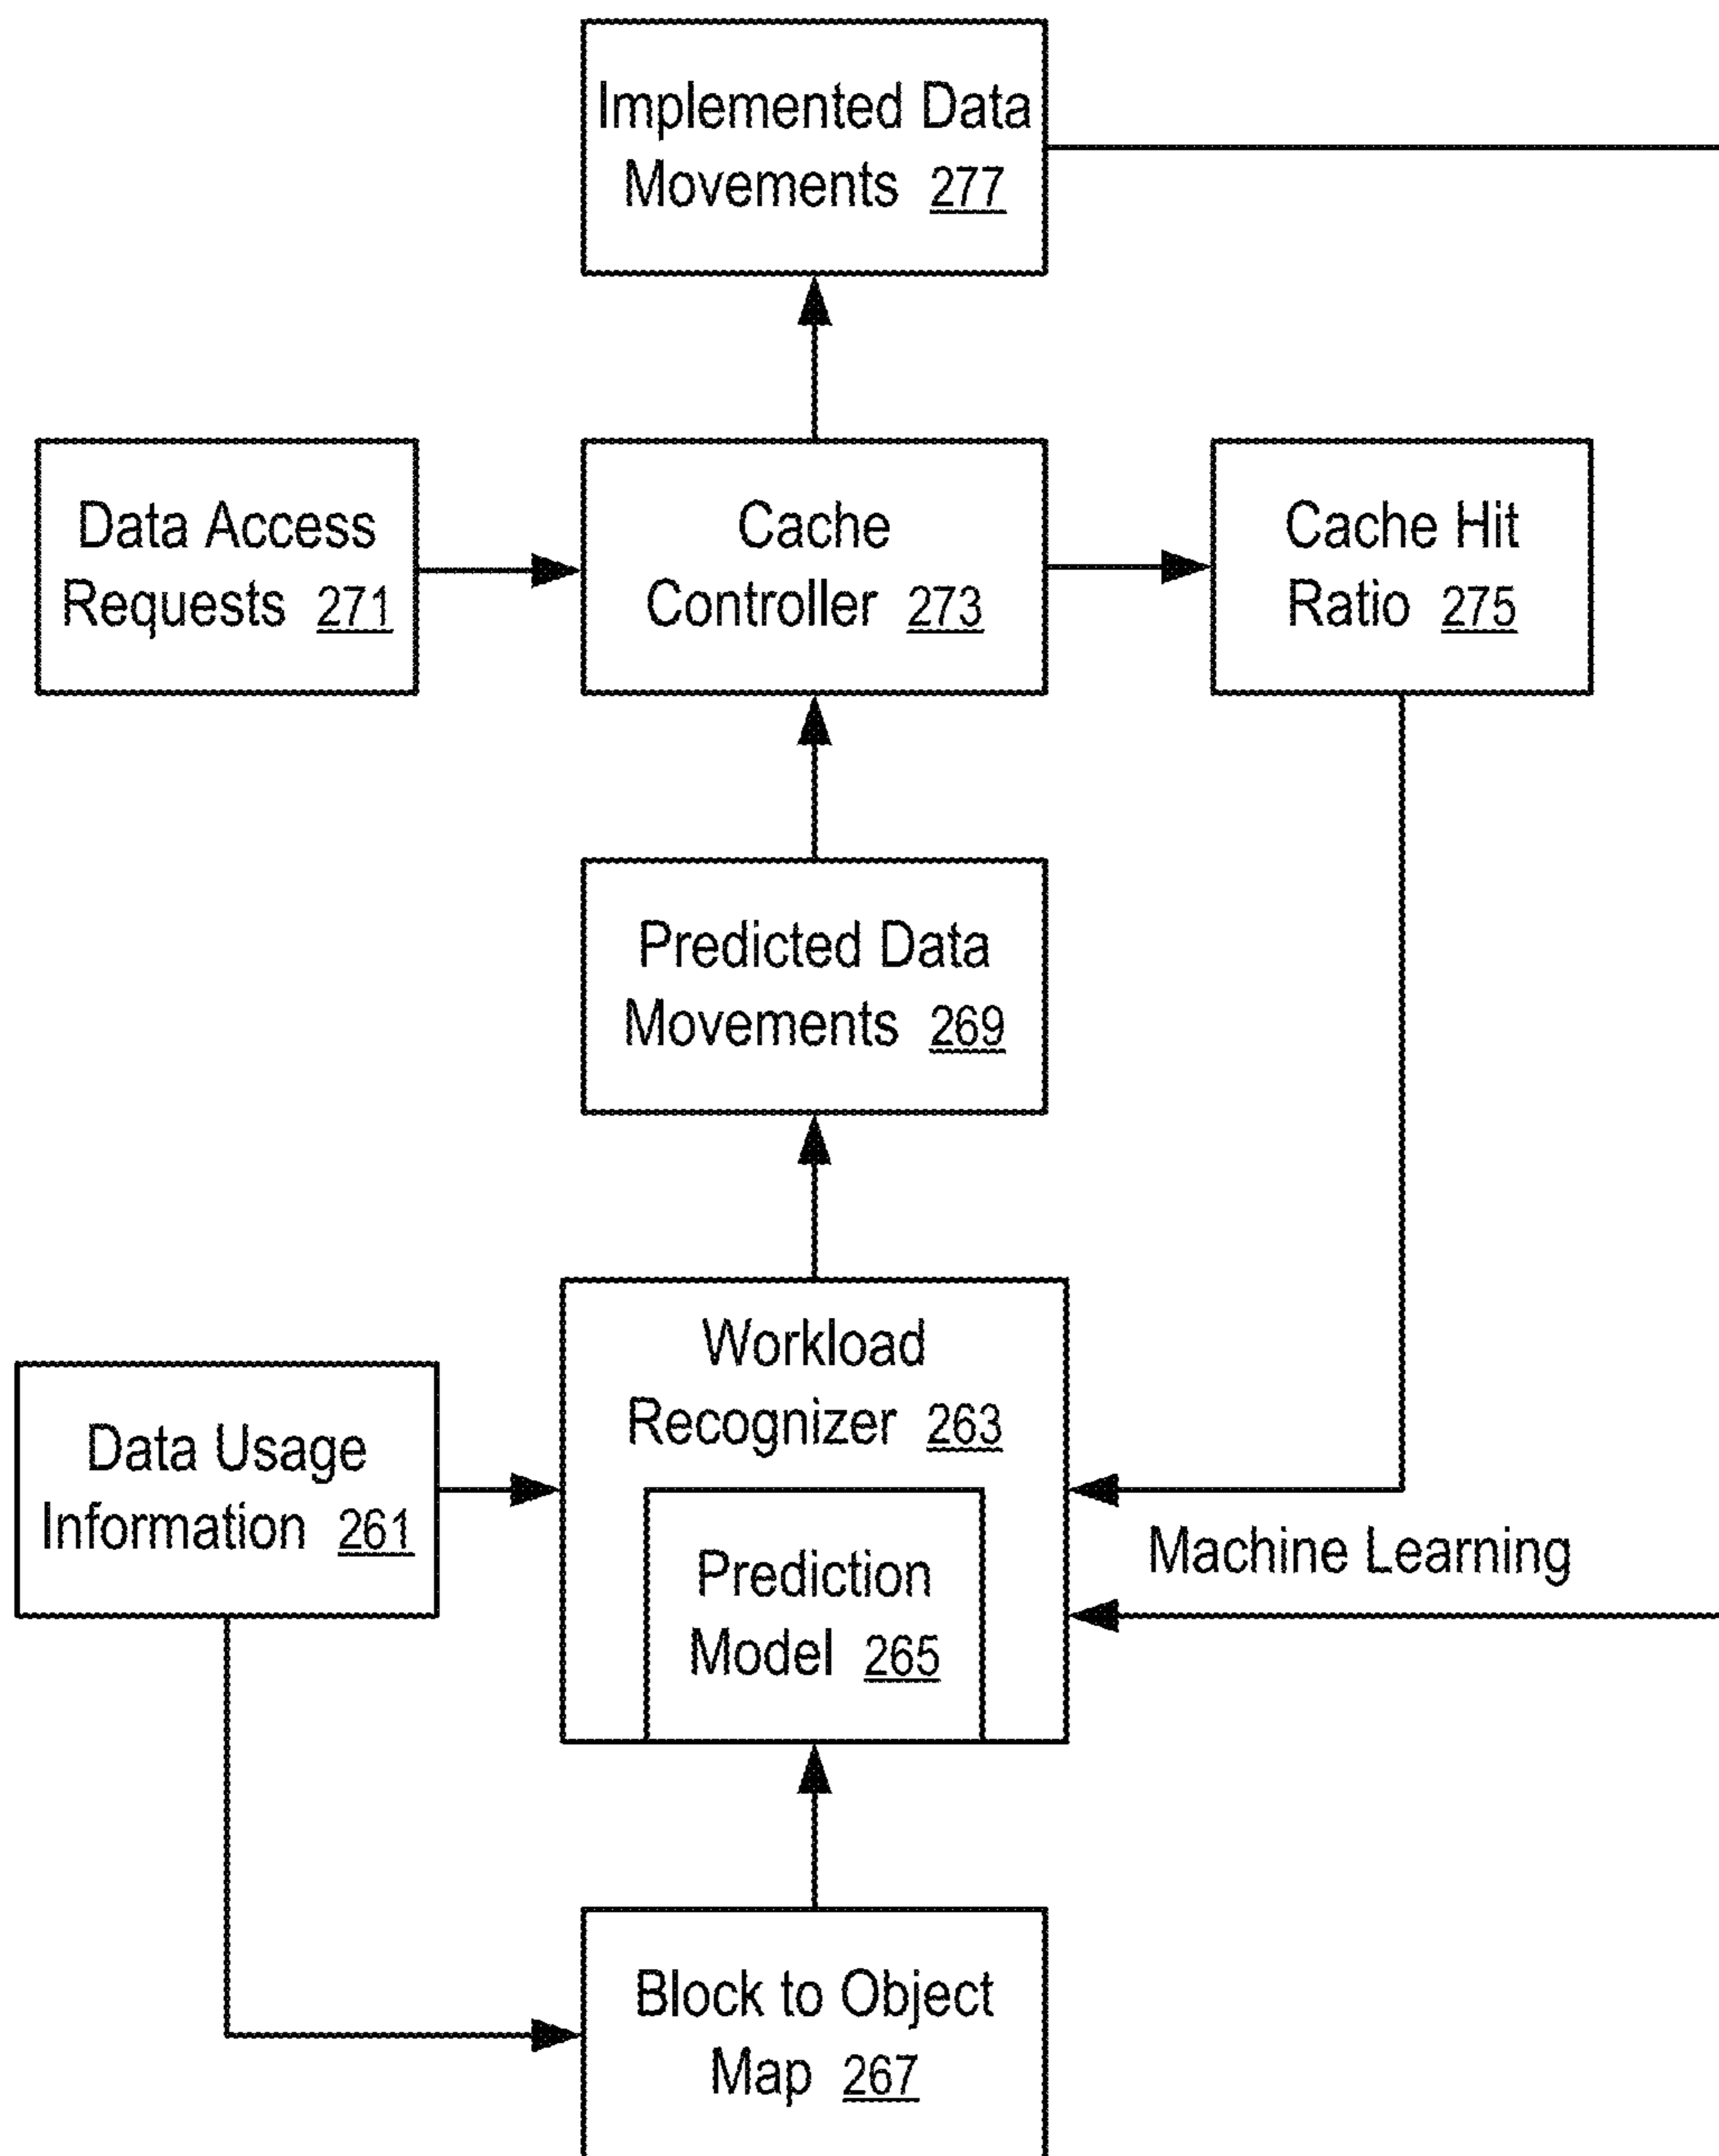 Implemented Data
Movements 277
Data Access
Requests 271
Cache
Controller 273
Cache Hit
Ratio 275
Predicted Data
Movements 269
Workload
Recognizer 263
Data Usage
Information 261
Prediction
Model 265
Machine Learning
Block to Object
Map 267